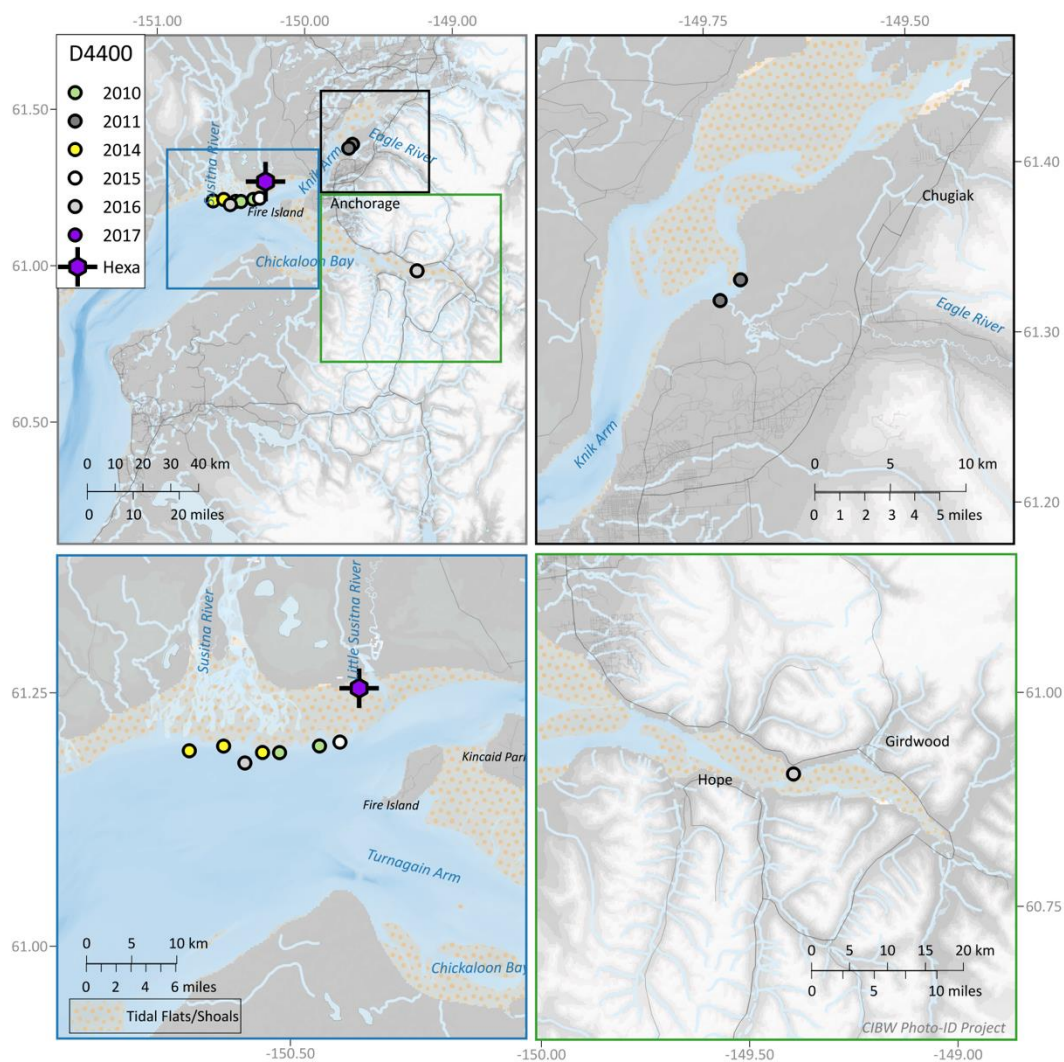 -151.00 -150.00 -149.00
D4400
2010
2011
2014
2015
2016
2017
Hexa
61.50
61.00
60.50
Susitna River
Knik Arm
Eagle River
Anchorage
Fire Island
Chickaloon Bay
0 10 20 30 40 km
0 10 20 miles
-149.75 -149.50
61.40
61.30
61.20
Chugiak
Eagle River
Knik Arm
0 5 10 km
0 1 2 3 4 5 miles
Susitna River
Little Susitna River
61.25
61.00
Kincaid Park
Fire Island
Turnagain Arm
Chickaloon Bay
0 5 10 km
0 2 4 6 miles
Tidal Flats/Shoals
-150.50
61.00
60.75
Girdwood
Hope
0 5 10 15 20 km
0 5 10 miles
CIBW Photo-ID Project
-150.00 -149.50 -149.00